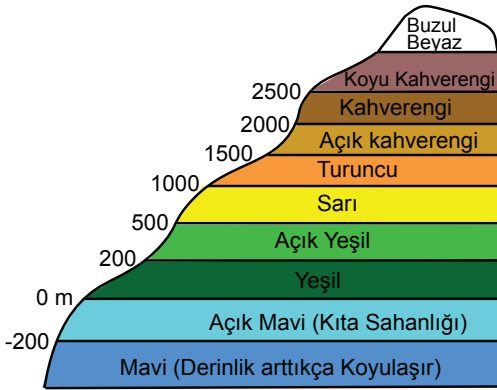 Buzul
Beyaz
Koyu Kahverengi
2500
Kahverengi
2000
Açık kahverengi
1500
Turuncu
1000
Sarı
500
Açık Yeşil
200
Yeşil
0 m
Açık Mavi (Kıta Sahanlığı)
-200
Mavi (Derinlik arttıkça Koyulaşır)